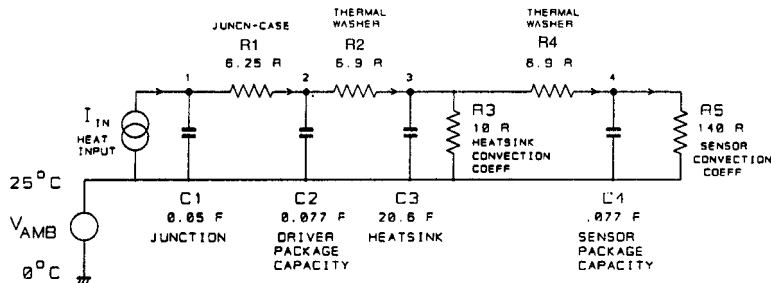 JUNCN-CASE
R1
6.25 R
THERMAL
WASHER
R2
6.9 R
THERMAL
WASHER
R4
6.9 R
1
2
3
4
I IN
HEAT
INPUT
R3
10 R
HEATSINK
CONVECTION
COEFF
R5
140 R
SENSOR
CONVECTION
COEFF
25°C
VAMB
0°C
C1
0.05 F
JUNCTION
C2
0.077 F
DRIVER
PACKAGE
CAPACITY
C3
20.6 F
HEATSINK
C4
.077 F
SENSOR
PACKAGE
CAPACITY